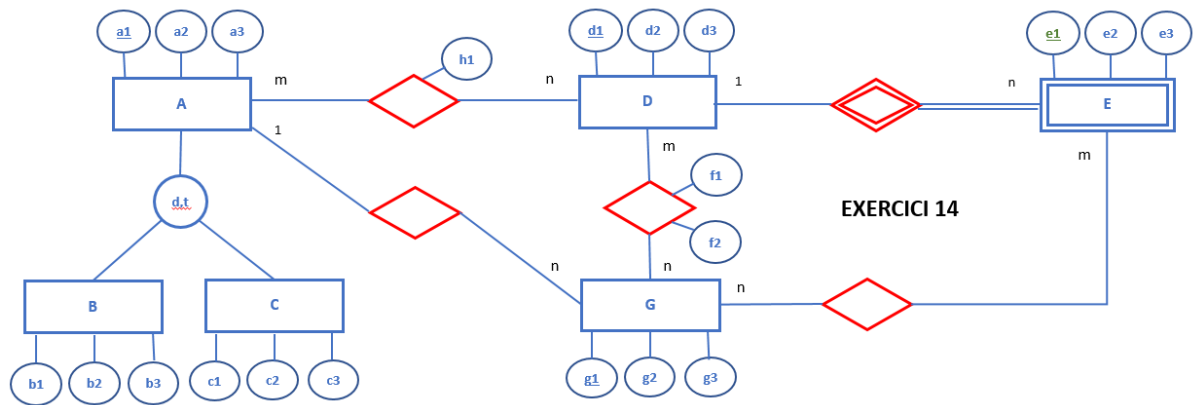 a1 a2 a3
d1 d2 d3
e1 e2 e3
h1
m n
1 n
A D E
1
m m
d,t
f1
EXERCICI 14
f2
n n n
B C G
b1 b2 b3 c1 c2 c3 g1 g2 g3